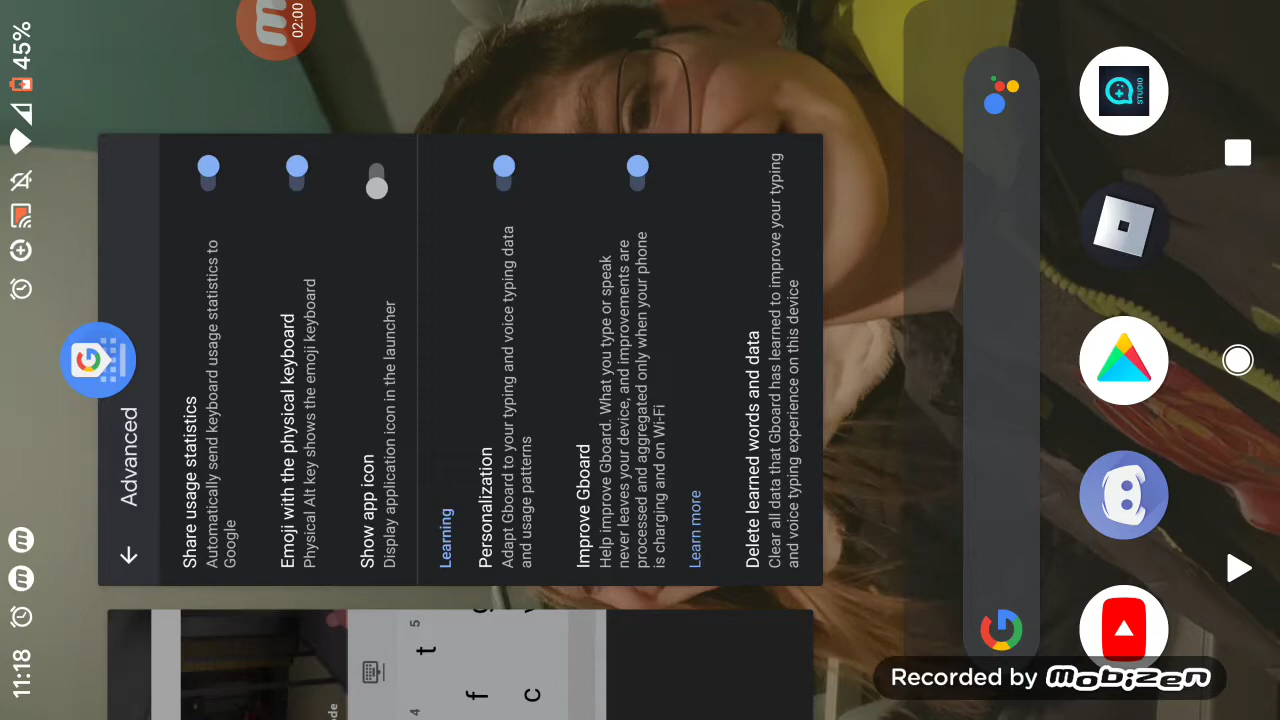 11:18
45%
02:00
Advanced
Share usage statistics
Automatically send keyboard usage statistics to
Google
Emoji with the physical keyboard
Physical Alt key shows the emoji keyboard
Show app icon
Display application icon in the launcher
Learning
Personalization
Adapt Gboard to your typing and voice typing data
and usage patterns
Improve Gboard
Help improve Gboard. What you type or speak
never leaves your device, and improvements are
processed and aggregated only when your phone
is charging and on Wi-Fi
Learn more
Delete learned words and data
Clear all data that Gboard has learned to improve your typing
and voice typing experience on this device
4 5
t
f
c
STUDIO
Recorded by Mobizen